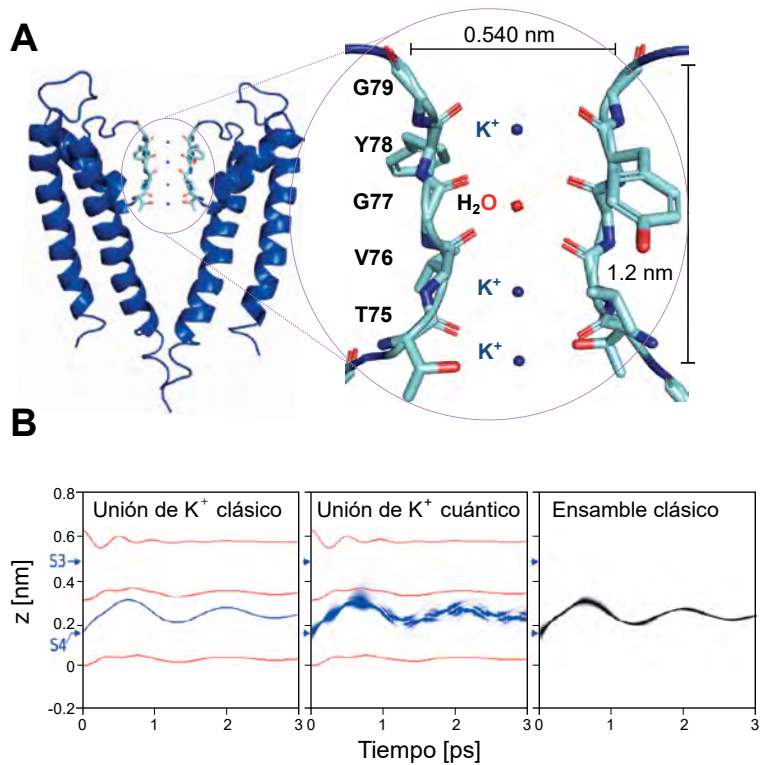 A
0.540 nm
G79
Y78
G77
V76
T75
K⁺
H₂O
K⁺
K⁺
1.2 nm
B
Unión de K⁺ clásico
Unión de K⁺ cuántico
Ensamble clásico
z [nm]
0.8
0.6
0.4
0.2
0
-0.2
S3
S4
0 1 2 3
0 1 2 3
0 1 2 3
Tiempo [ps]